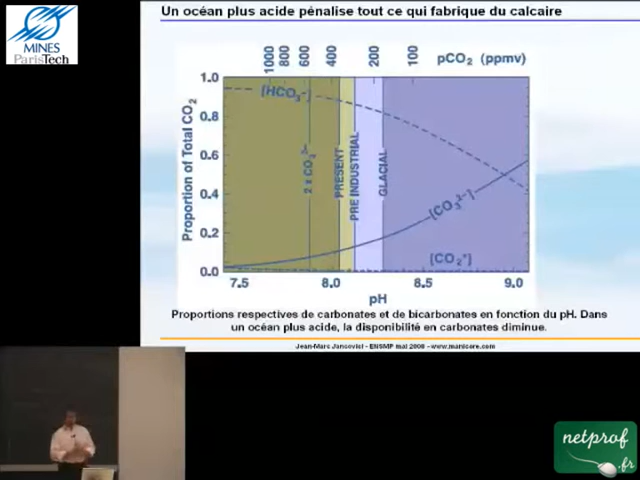 Un océan plus acide pénalise tout ce qui fabrique du calcaire
MINES
ParisTech
1000
800
600
400
200
100
pCO₂ (ppmv)
1.0
0.8
0.6
0.4
0.2
0.0
Proportion of Total CO₂
[HCO₃⁻]
2 x CO₃²⁻
PRESENT
PRE INDUSTRIAL
GLACIAL
[CO₃²⁻]
[CO₂*]
7.5
8.0
8.5
9.0
pH
Proportions respectives de carbonates et de bicarbonates en fonction du pH. Dans
un océan plus acide, la disponibilité en carbonates diminue.
Jean-Marc Jancovici - ENSMP mai 2008 - www.manicore.com
netprof
.fr